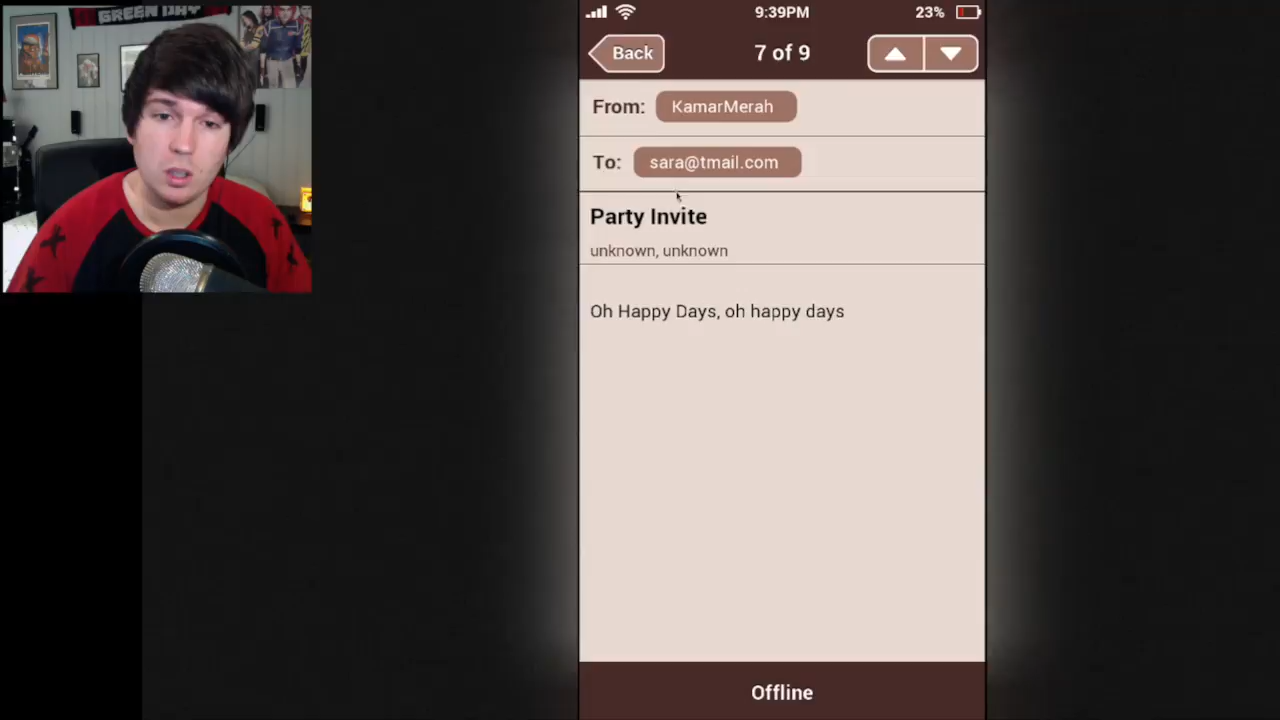 GREEN DAY
9:39PM
23%
Back
7 of 9
From: KamarMerah
To: sara@tmail.com
Party Invite
unknown, unknown
Oh Happy Days, oh happy days
Offline